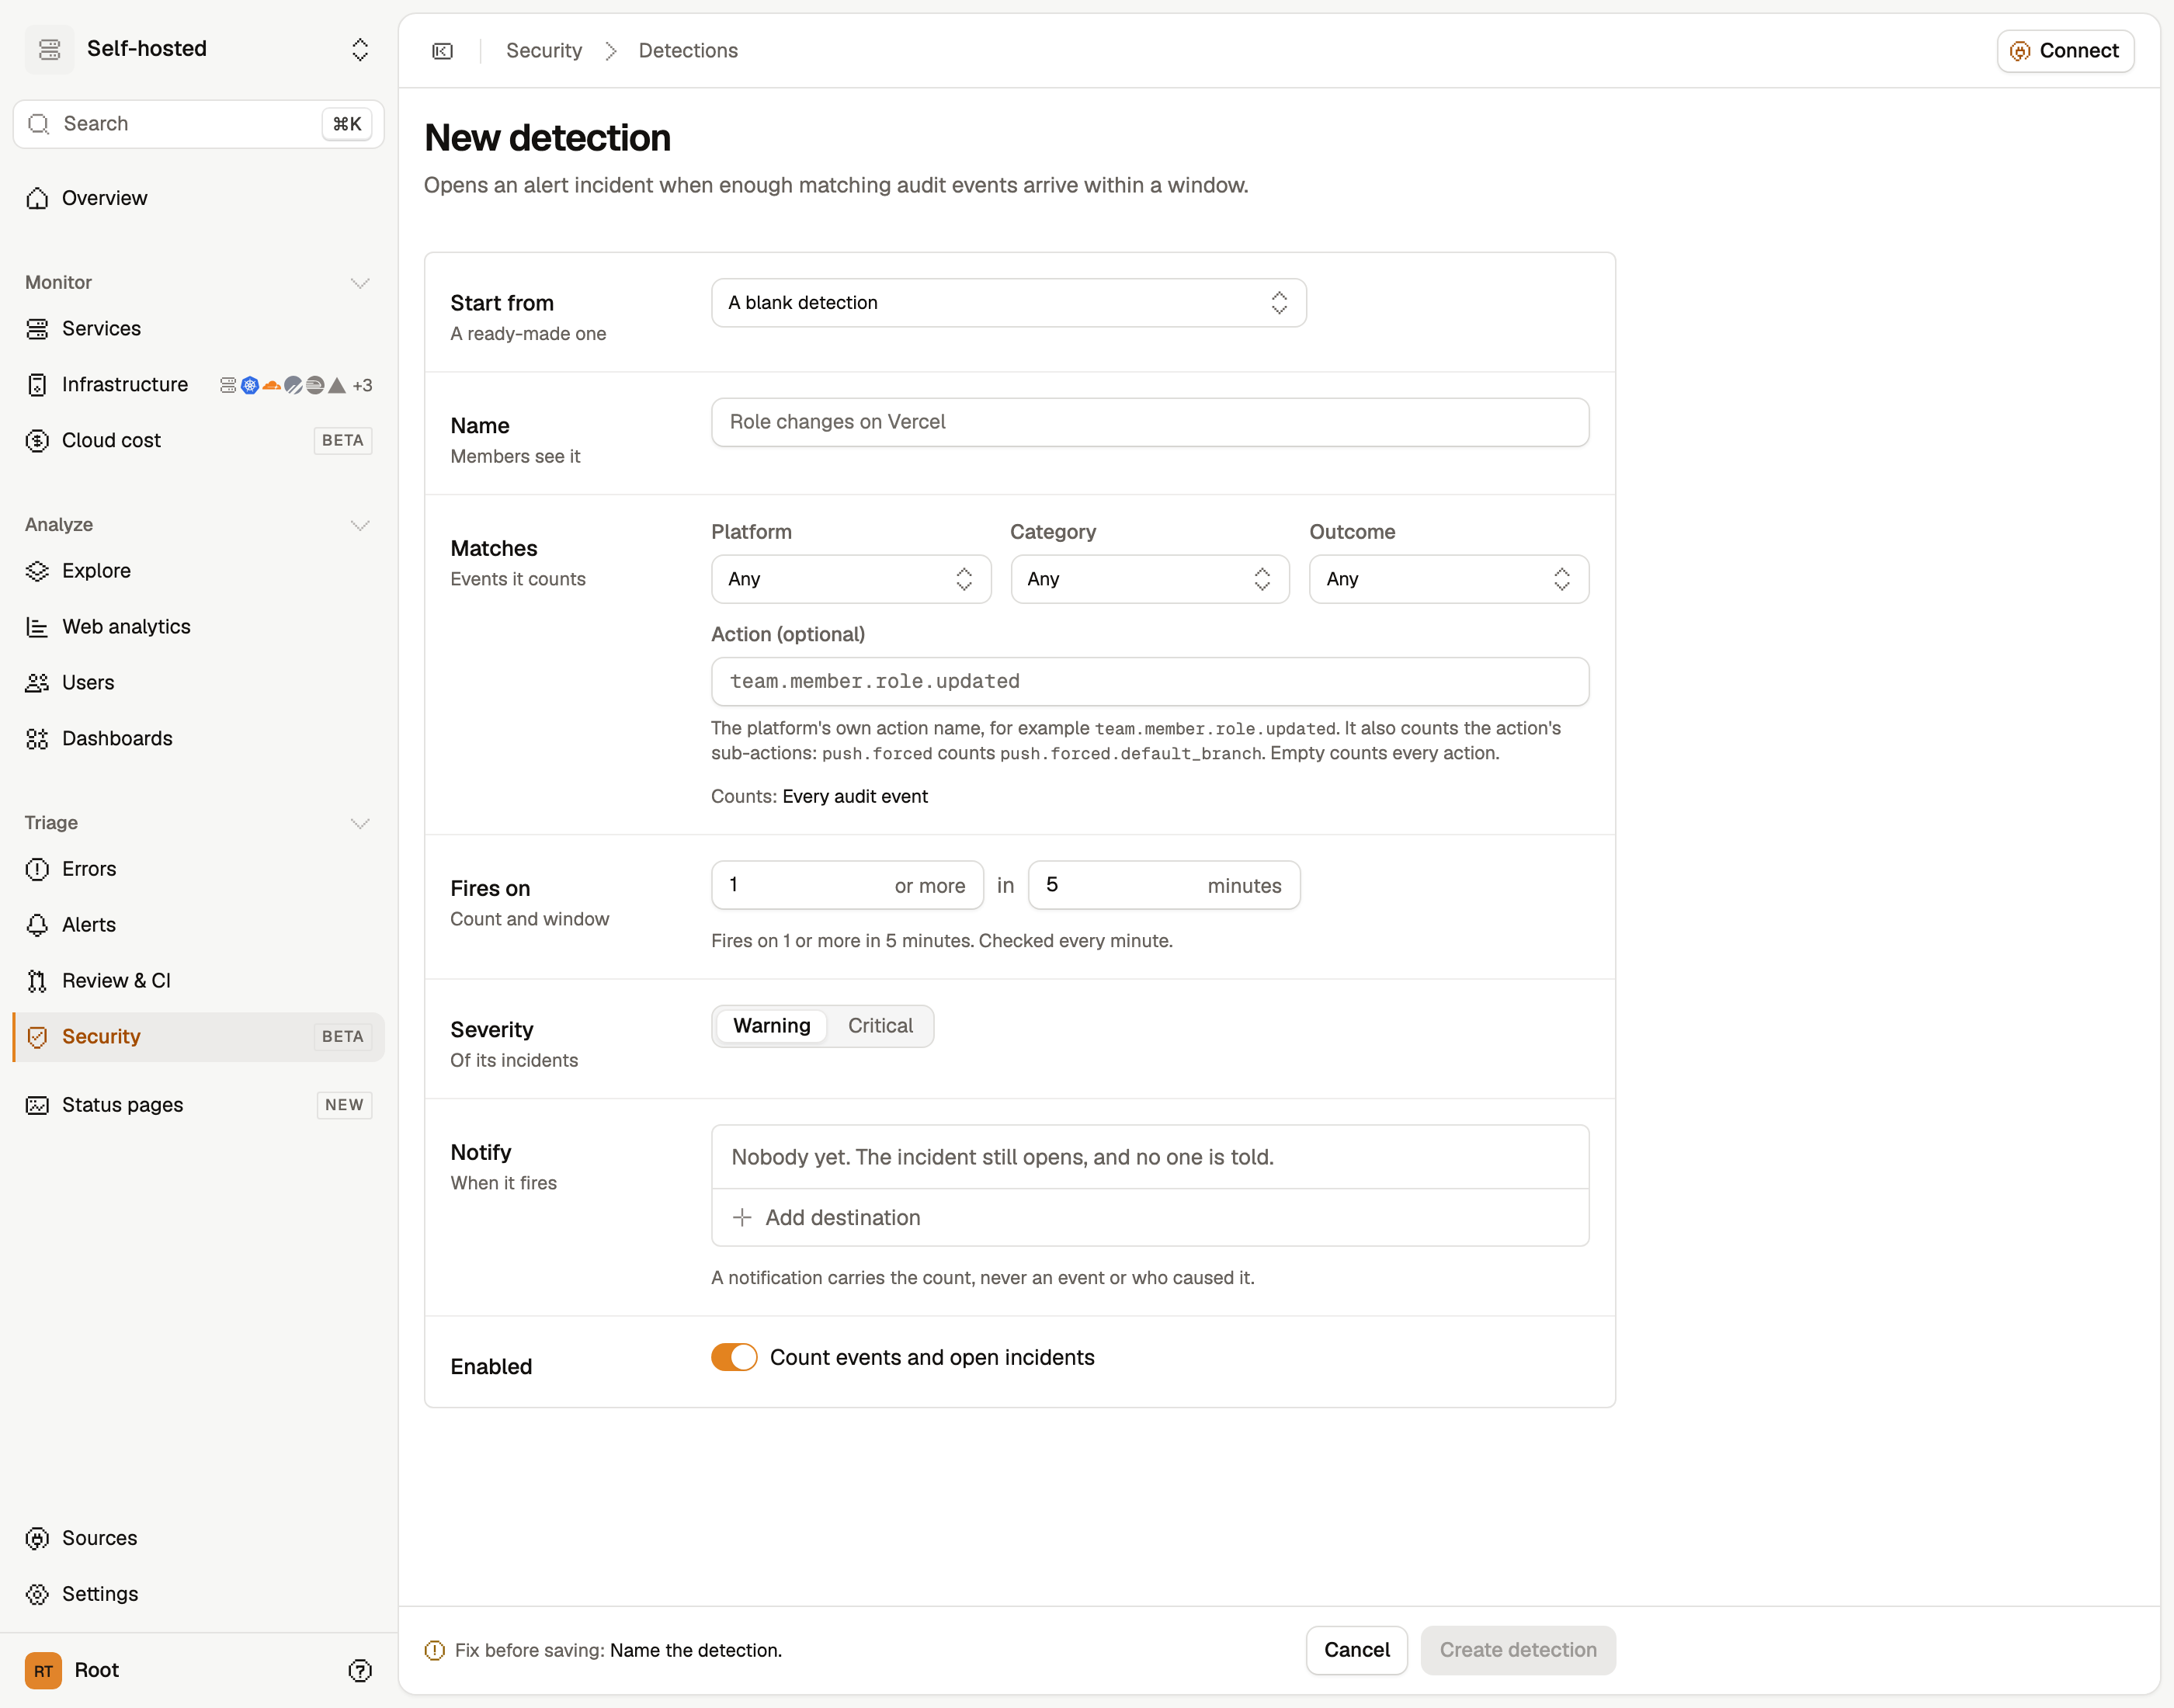 Self-hosted
Search
⌘K
Overview
Monitor
Services
Infrastructure
+3
Cloud cost
BETA
Analyze
Explore
Web analytics
Users
Dashboards
Triage
Errors
Alerts
Review & CI
Security
BETA
Status pages
NEW
Sources
Settings
RT
Root
Security
Detections
Connect
New detection
Opens an alert incident when enough matching audit events arrive within a window.
Start from
A ready-made one
A blank detection
Name
Members see it
Role changes on Vercel
Matches
Events it counts
Platform
Category
Outcome
Any
Any
Any
Action (optional)
team.member.role.updated
The platform's own action name, for example team.member.role.updated. It also counts the action's
sub-actions: push.forced counts push.forced.default_branch. Empty counts every action.
Counts: Every audit event
Fires on
Count and window
1 or more in 5 minutes
Fires on 1 or more in 5 minutes. Checked every minute.
Severity
Of its incidents
Warning
Critical
Notify
When it fires
Nobody yet. The incident still opens, and no one is told.
Add destination
A notification carries the count, never an event or who caused it.
Enabled
Count events and open incidents
Fix before saving: Name the detection.
Cancel
Create detection